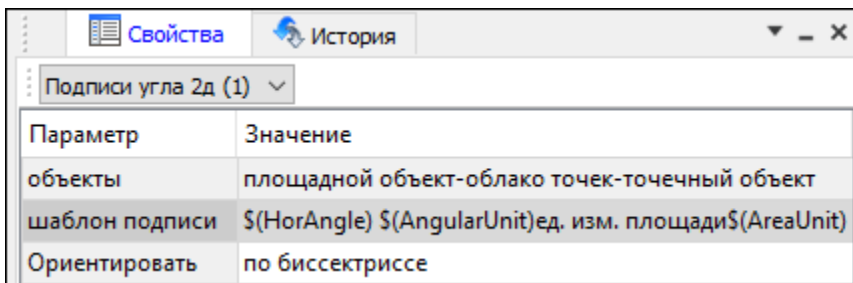 Свойства История
Подписи угла 2д (1)
Параметр Значение
объекты площадной объект-облако точек-точечный объект
шаблон подписи $(HorAngle) $(AngularUnit)ед. изм. площади$(AreaUnit)
Ориентировать по биссектриссе